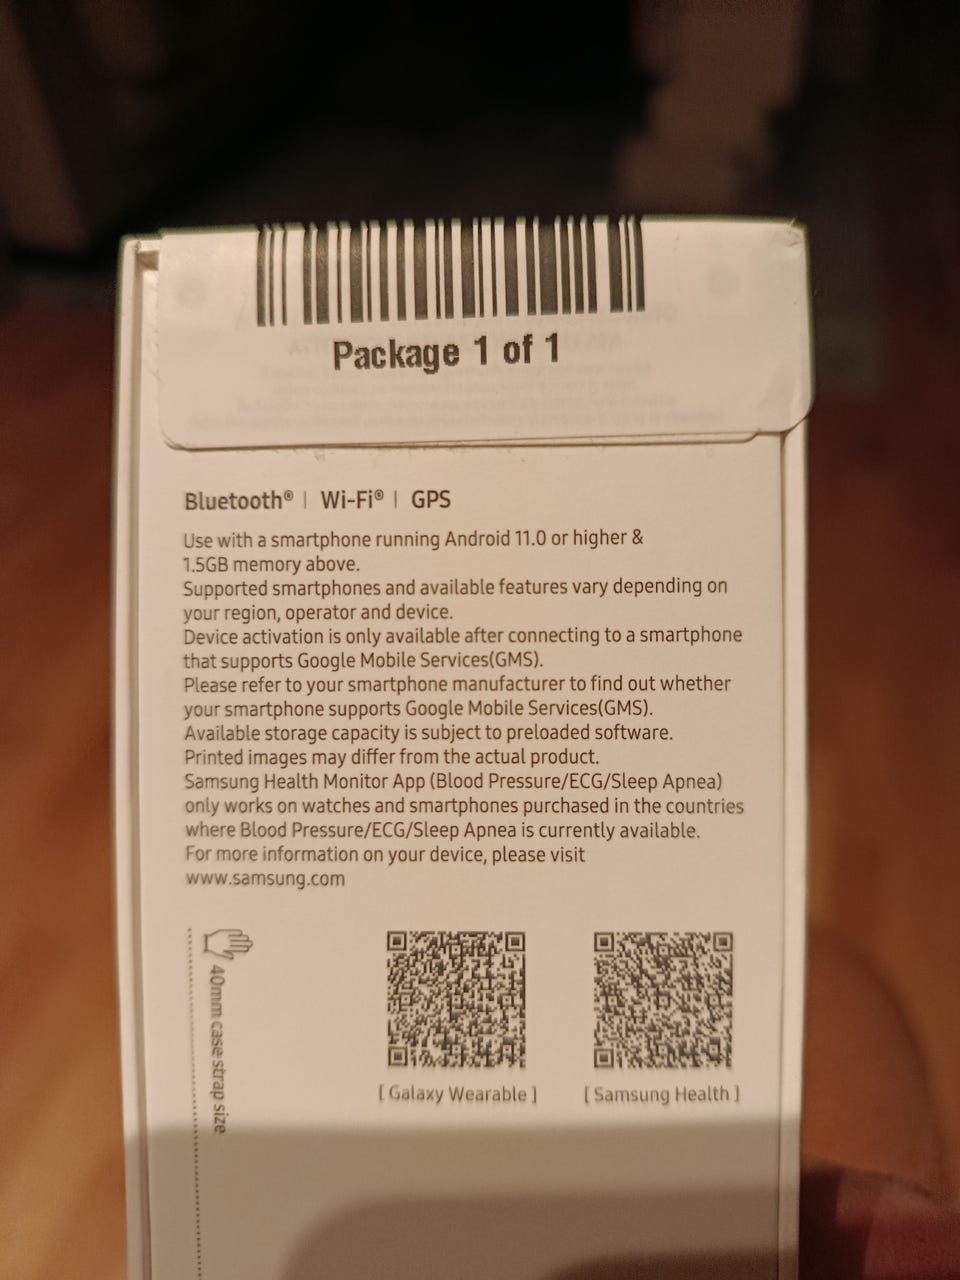 Package 1 of 1
Bluetooth® | Wi-Fi® | GPS
Use with a smartphone running Android 11.0 or higher &
1.5GB memory above.
Supported smartphones and available features vary depending on
your region, operator and device.
Device activation is only available after connecting to a smartphone
that supports Google Mobile Services(GMS).
Please refer to your smartphone manufacturer to find out whether
your smartphone supports Google Mobile Services(GMS).
Available storage capacity is subject to preloaded software.
Printed images may differ from the actual product.
Samsung Health Monitor App (Blood Pressure/ECG/Sleep Apnea)
only works on watches and smartphones purchased in the countries
where Blood Pressure/ECG/Sleep Apnea is currently available.
For more information on your device, please visit
www.samsung.com
40mm case strap size
[ Galaxy Wearable ]
[ Samsung Health ]